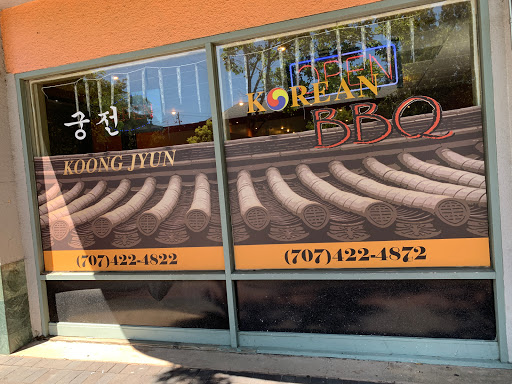 궁전
KOONG JYUN
(707)422-4822
OPEN
KOREAN
BBQ
(707)422-4872